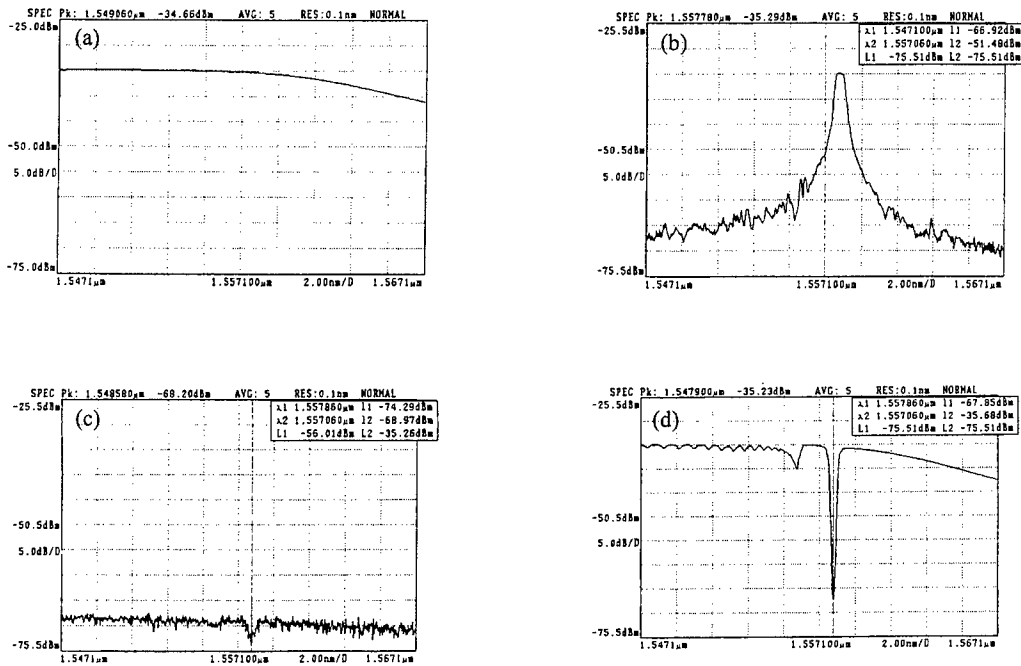 SPEC Pk: 1.549060µm -34.66dBm AVG: 5 RES:0.1nm NORMAL
-25.0dBm
(a)
-50.0dBm
5.0dB/D
-75.0dBm
1.5471µm 1.557100µm 2.00nm/D 1.5671µm
SPEC Pk: 1.557780µm -35.29dBm AVG: 5 RES:0.1nm NORMAL
-25.5dBm
(b)
λ1 1.547100µm l1 -66.92dBm
λ2 1.557060µm l2 -51.48dBm
L1 -75.51dBm L2 -75.51dBm
-50.5dBm
5.0dB/D
-75.5dBm
1.5471µm 1.557100µm 2.00nm/D 1.5671µm
SPEC Pk: 1.548580µm -68.20dBm AVG: 5 RES:0.1nm NORMAL
-25.5dBm
(c)
λ1 1.557860µm l1 -74.29dBm
λ2 1.557060µm l2 -68.97dBm
L1 -56.01dBm L2 -35.26dBm
-50.5dBm
5.0dB/D
-75.5dBm
1.5471µm 1.557100µm 2.00nm/D 1.5671µm
SPEC Pk: 1.547900µm -35.23dBm AVG: 5 RES:0.1nm NORMAL
-25.5dBm
(d)
λ1 1.557860µm l1 -67.85dBm
λ2 1.557060µm l2 -35.68dBm
L1 -75.51dBm L2 -75.51dBm
-50.5dBm
5.0dB/D
-75.5dBm
1.5471µm 1.557100µm 2.00nm/D 1.5671µm